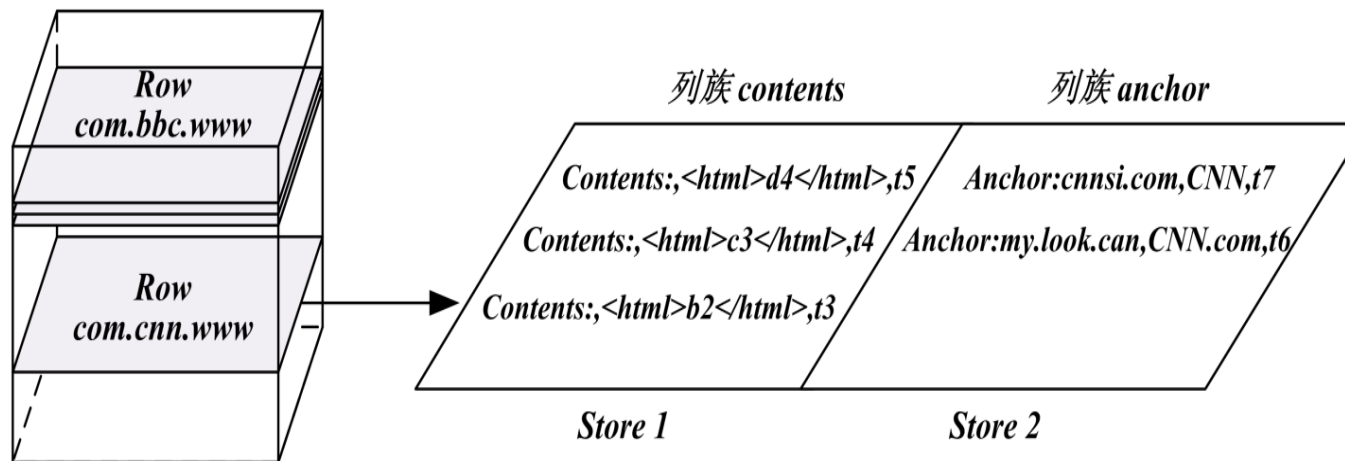 Row
com.bbc.www
Row
com.cnn.www
列族 contents
列族 anchor
Contents:,<html>d4</html>,t5
Anchor:cnnsi.com,CNN,t7
Contents:,<html>c3</html>,t4
Anchor:my.look.can,CNN.com,t6
Contents:,<html>b2</html>,t3
Store 1
Store 2